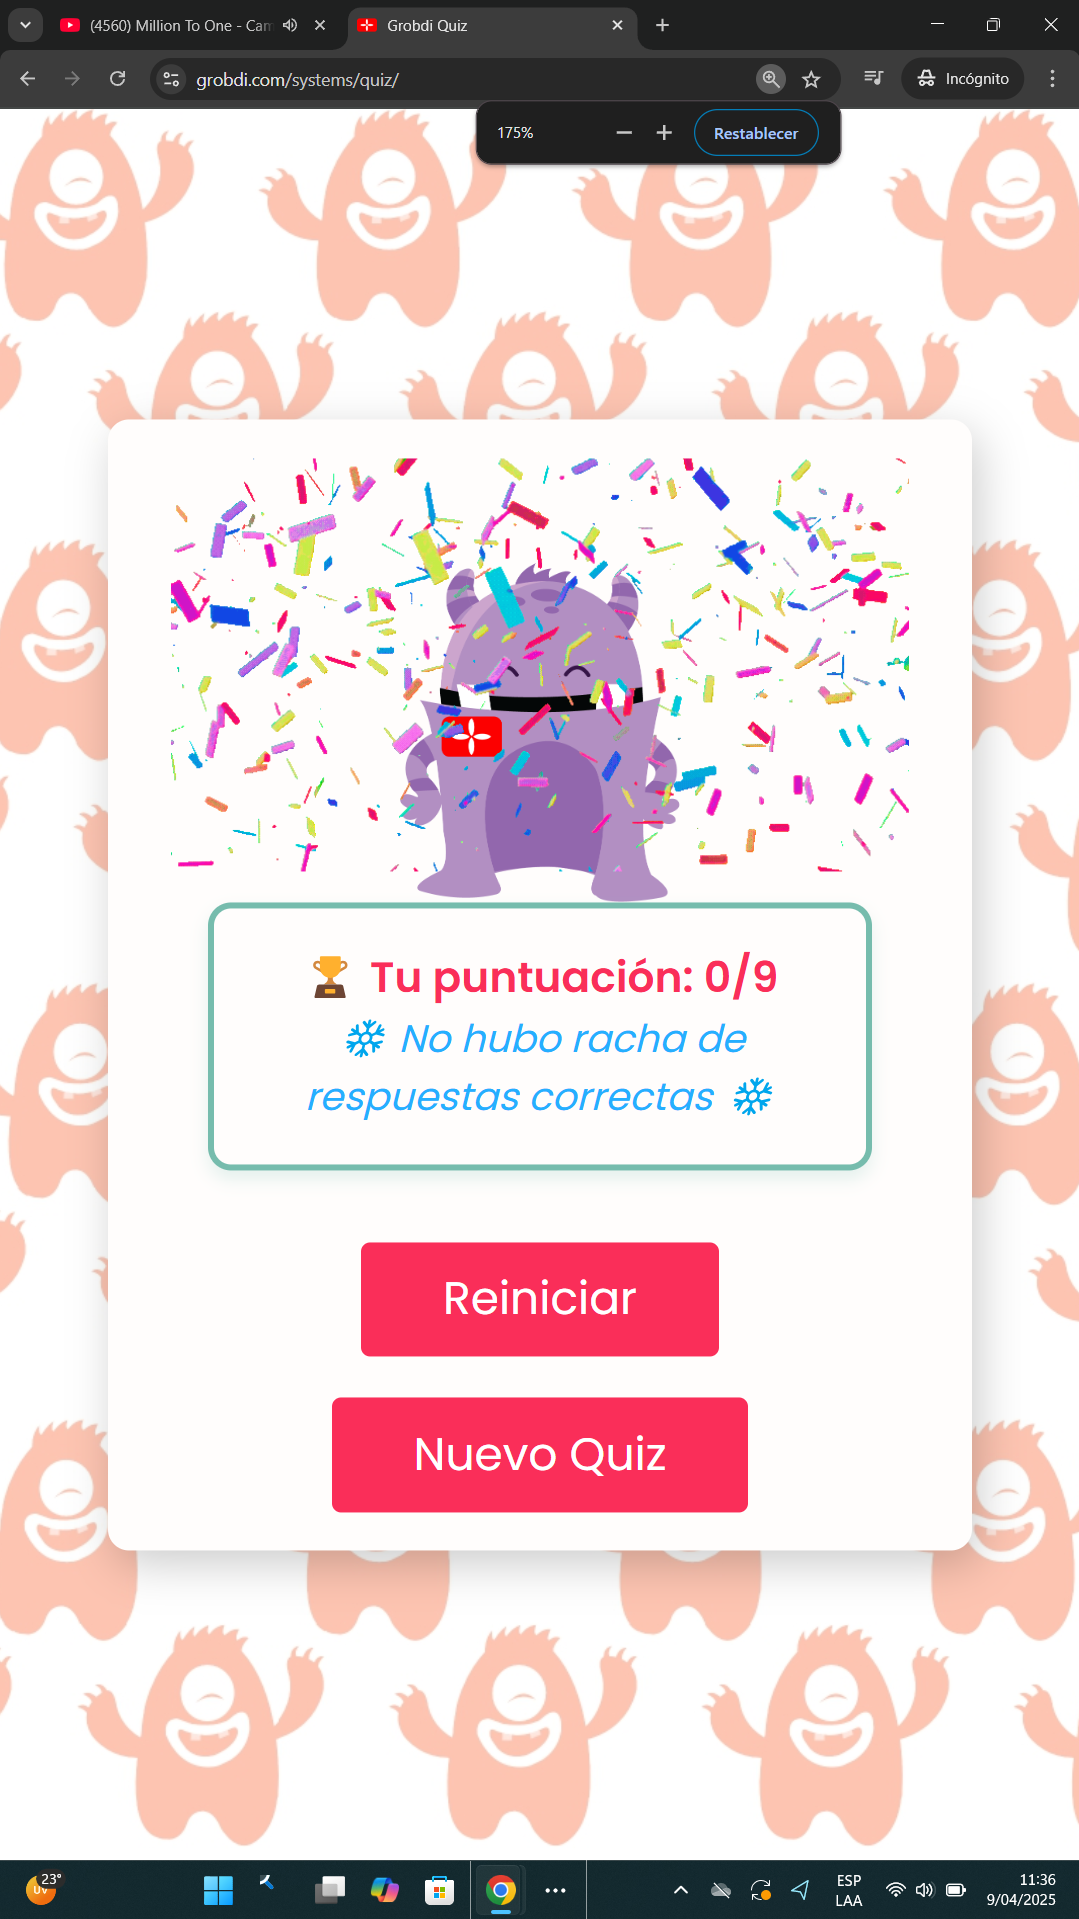 (4560) Million To One - Cam
Grobdi Quiz
grobdi.com/systems/quiz/
Incógnito
175%
Restablecer
Tu puntuación: 0/9
No hubo racha de
respuestas correctas
Reiniciar
Nuevo Quiz
23°
UV
ESP
LAA
11:36
9/04/2025